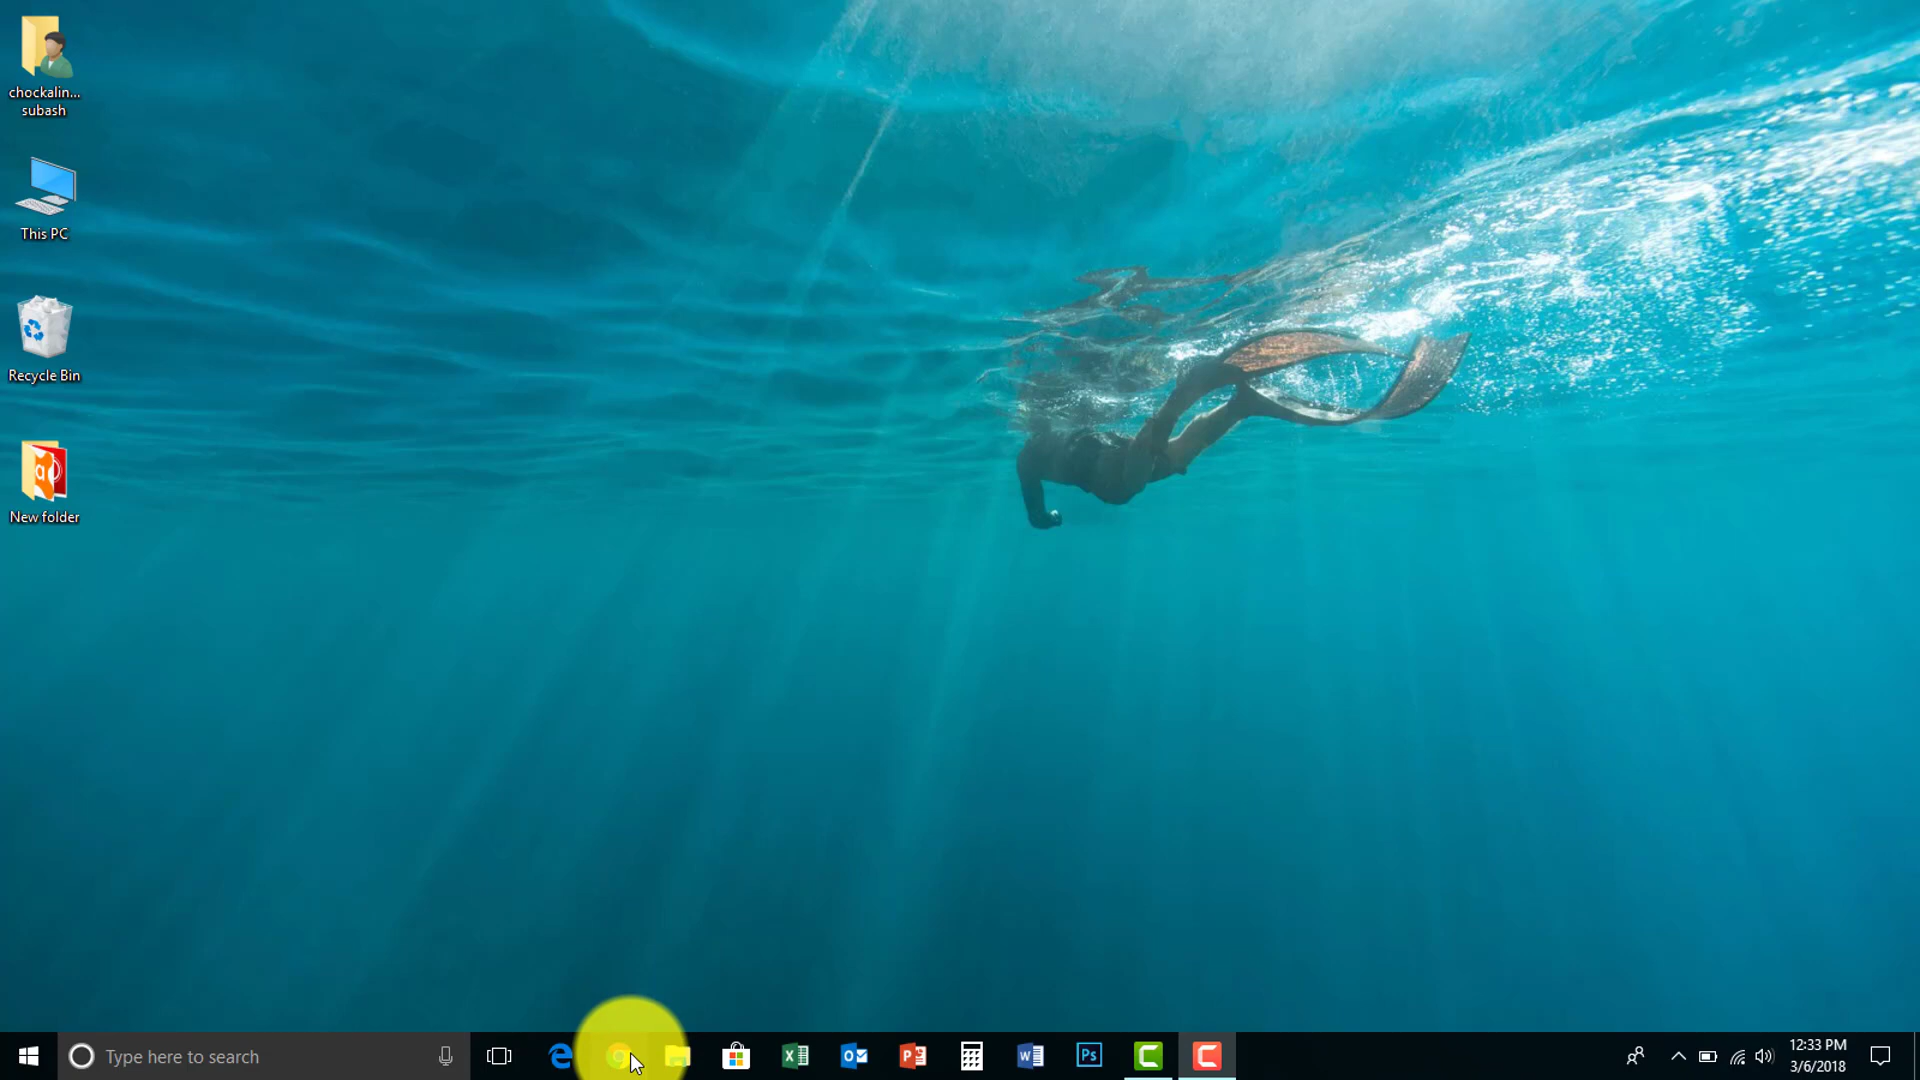 chockalin...
subash
This PC
Recycle Bin
New folder
Type here to search
12:33 PM
3/6/2018